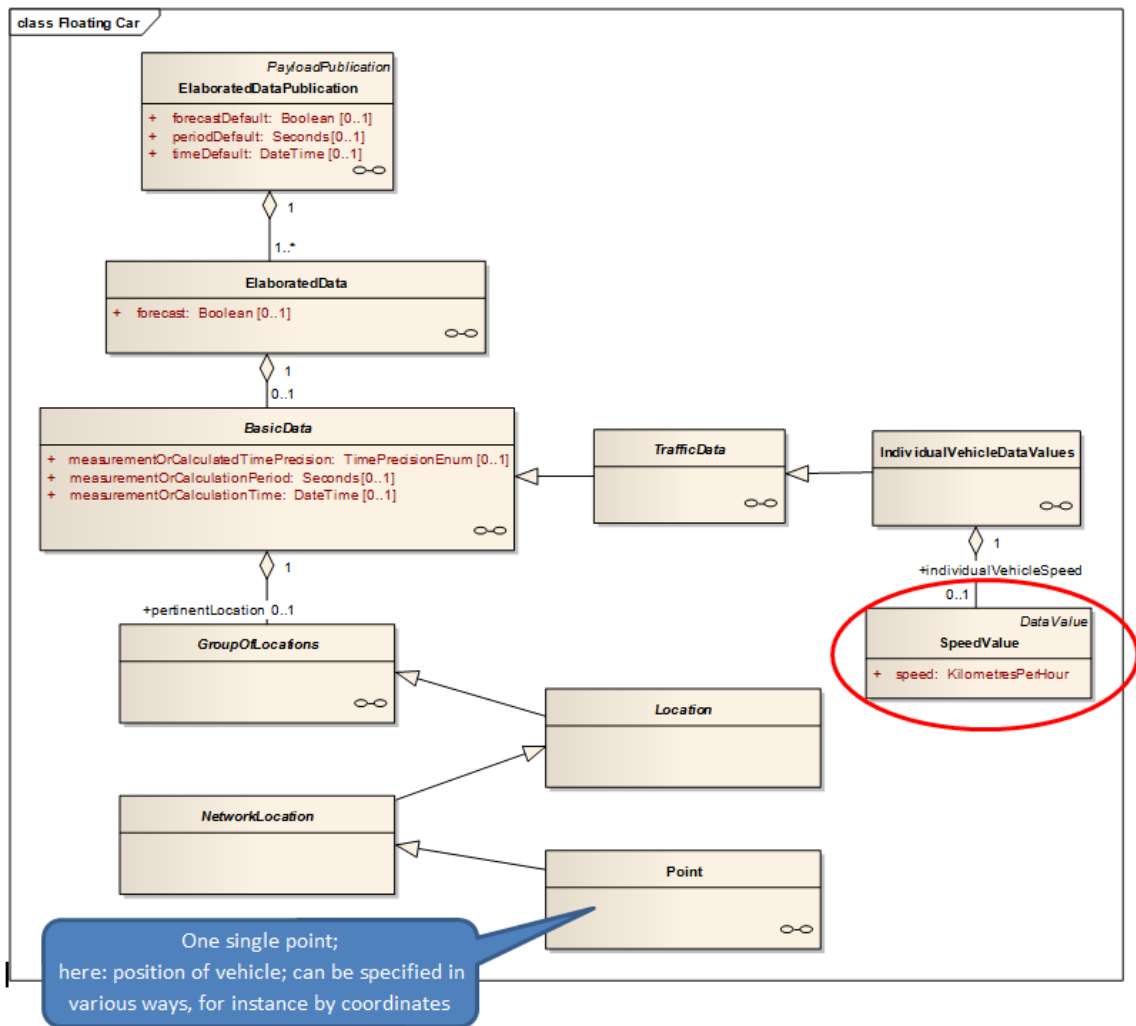 class Floating Car
PayloadPublication
ElaboratedDataPublication
+ forecastDefault: Boolean [0..1]
+ periodDefault: Seconds [0..1]
+ timeDefault: DateTime [0..1]
1
1..*
ElaboratedData
+ forecast: Boolean [0..1]
1
0..1
BasicData
+ measurementOrCalculatedTimePrecision: TimePrecisionEnum [0..1]
+ measurementOrCalculationPeriod: Seconds [0..1]
+ measurementOrCalculationTime: DateTime [0..1]
TrafficData
IndividualVehicleDataValues
1
+individualVehicleSpeed
0..1
DataValue
SpeedValue
+ speed: KilometresPerHour
1
+pertinentLocation 0..1
GroupOfLocations
Location
NetworkLocation
Point
One single point;
here: position of vehicle; can be specified in
various ways, for instance by coordinates